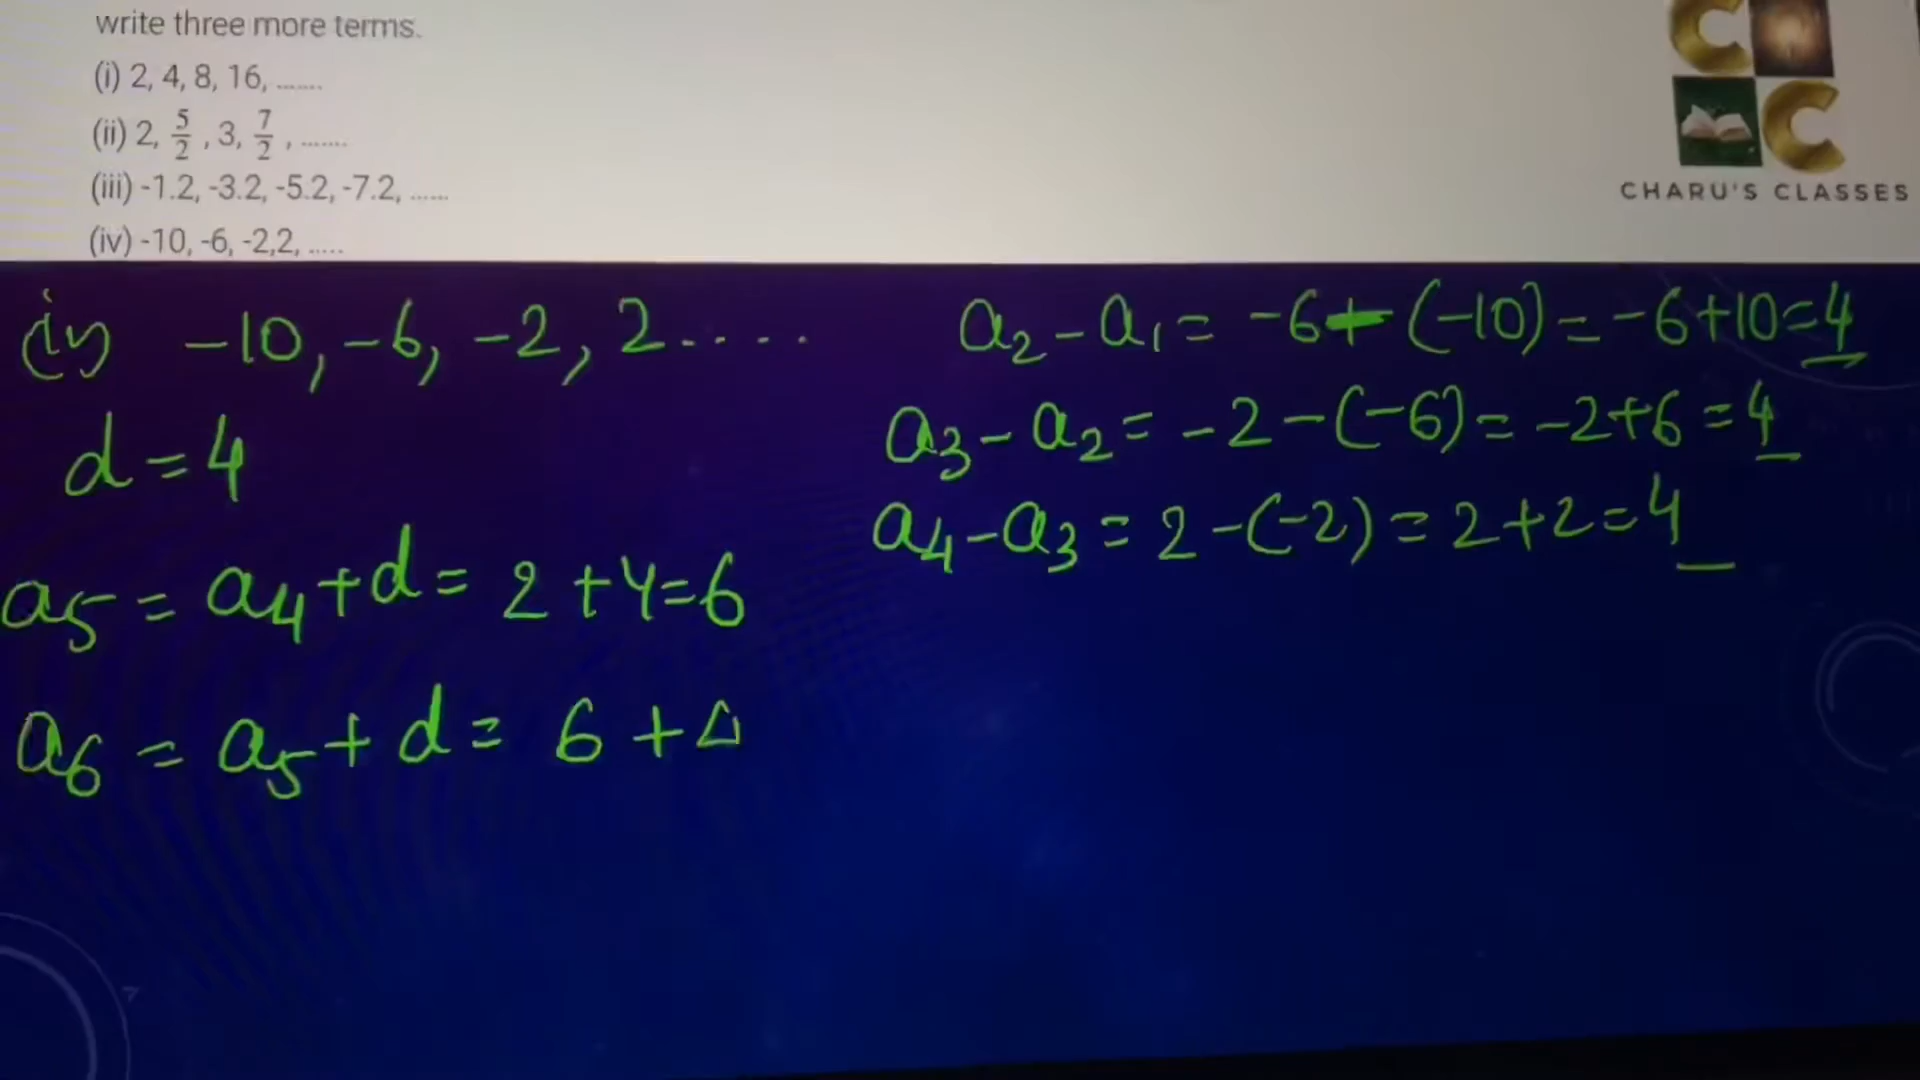 write three more terms.
(i) 2, 4, 8, 16, .......
(ii) 2, 5/2 , 3, 7/2 , .......
(iii) -1.2, -3.2, -5.2, -7.2, ......
(iv) -10, -6, -2,2, .....
C
C
CHARU'S CLASSES
(iv) -10, -6, -2, 2....
d = 4
a5 = a4 + d = 2 + 4 = 6
a6 = a5 + d = 6 + 4
a2 - a1 = -6 - (-10) = -6+10 = 4
a3 - a2 = -2 - (-6) = -2+6 = 4
a4 - a3 = 2 - (-2) = 2+2 = 4